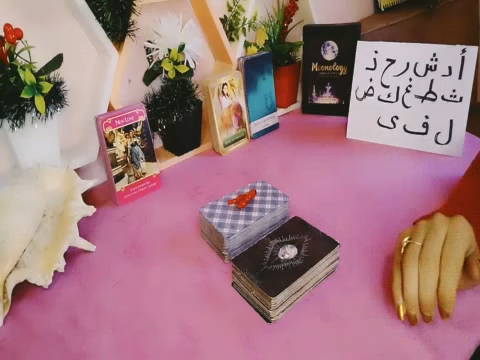 New Love
Moonology
أ د ش ر ح ذ
ث ط غ ك ض
ل ف ى